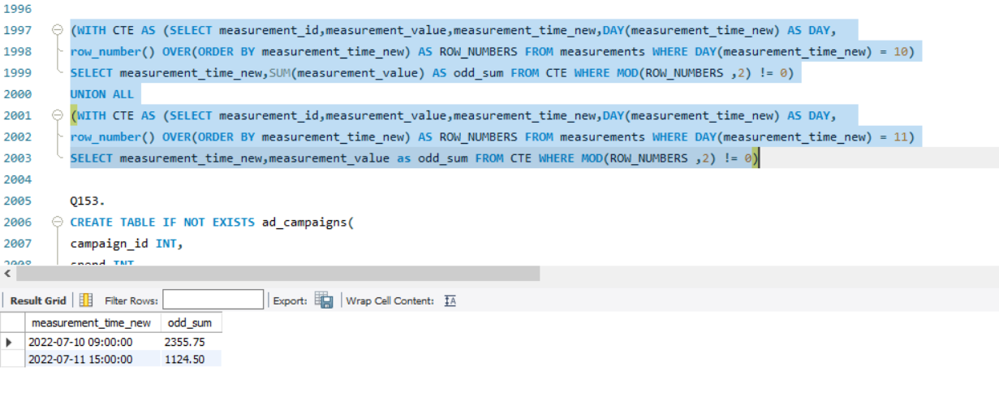 1996
1997 (WITH CTE AS (SELECT measurement_id,measurement_value,measurement_time_new,DAY(measurement_time_new) AS DAY,
1998 row_number() OVER(ORDER BY measurement_time_new) AS ROW_NUMBERS FROM measurements WHERE DAY(measurement_time_new) = 10)
1999 SELECT measurement_time_new,SUM(measurement_value) AS odd_sum FROM CTE WHERE MOD(ROW_NUMBERS ,2) != 0)
2000 UNION ALL
2001 (WITH CTE AS (SELECT measurement_id,measurement_value,measurement_time_new,DAY(measurement_time_new) AS DAY,
2002 row_number() OVER(ORDER BY measurement_time_new) AS ROW_NUMBERS FROM measurements WHERE DAY(measurement_time_new) = 11)
2003 SELECT measurement_time_new,measurement_value as odd_sum FROM CTE WHERE MOD(ROW_NUMBERS ,2) != 0)
2004
2005 Q153.
2006 CREATE TABLE IF NOT EXISTS ad_campaigns(
2007 campaign_id INT,
2008 spend INT
Result Grid Filter Rows: Export: Wrap Cell Content:
measurement_time_new odd_sum
2022-07-10 09:00:00 2355.75
2022-07-11 15:00:00 1124.50